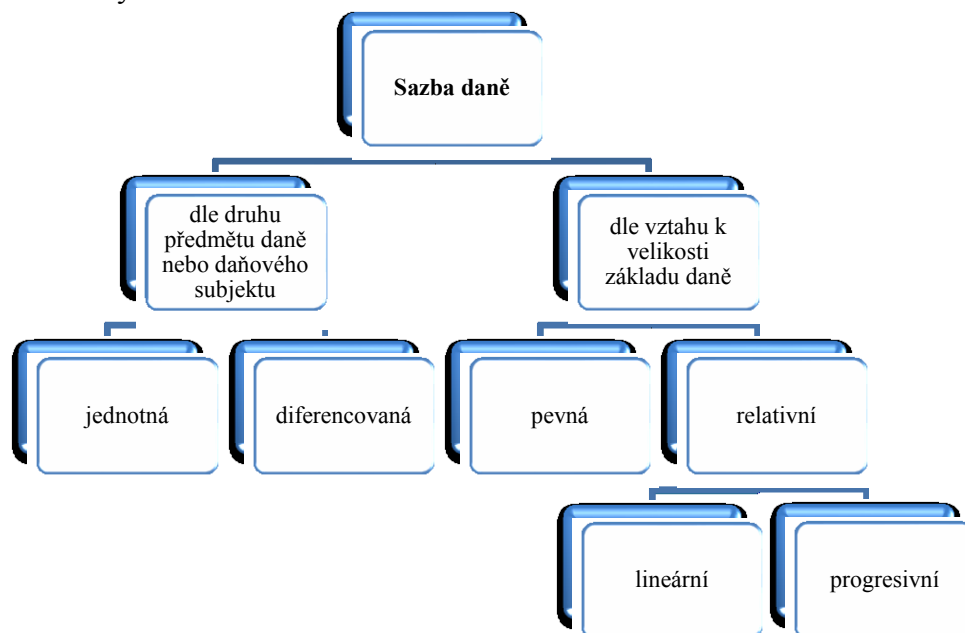 Sazba daně
dle druhu
předmětu daně
nebo daňového
subjektu
dle vztahu k
velikosti
základu daně
jednotná
diferencovaná
pevná
relativní
lineární
progresivní